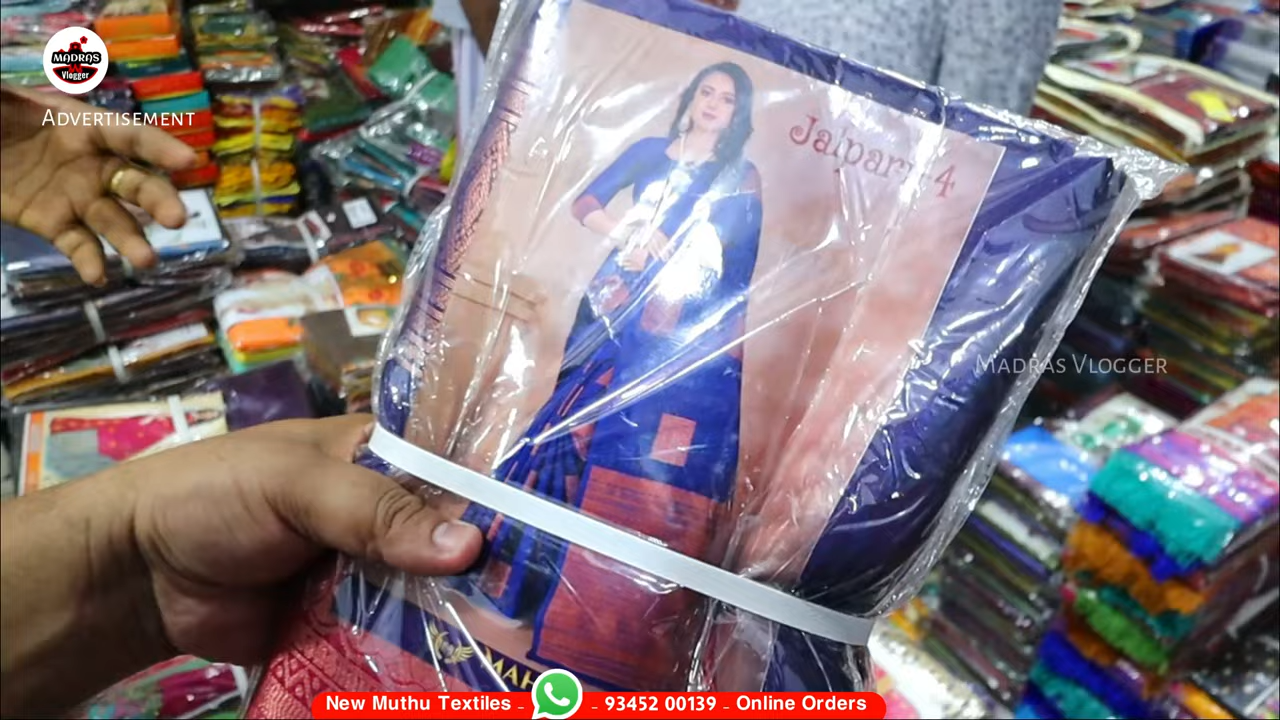 MADRAS
Vlogger
ADVERTISEMENT
Jalpari 4
MADRAS VLOGGER
New Muthu Textiles - - 93452 00139 - Online Orders